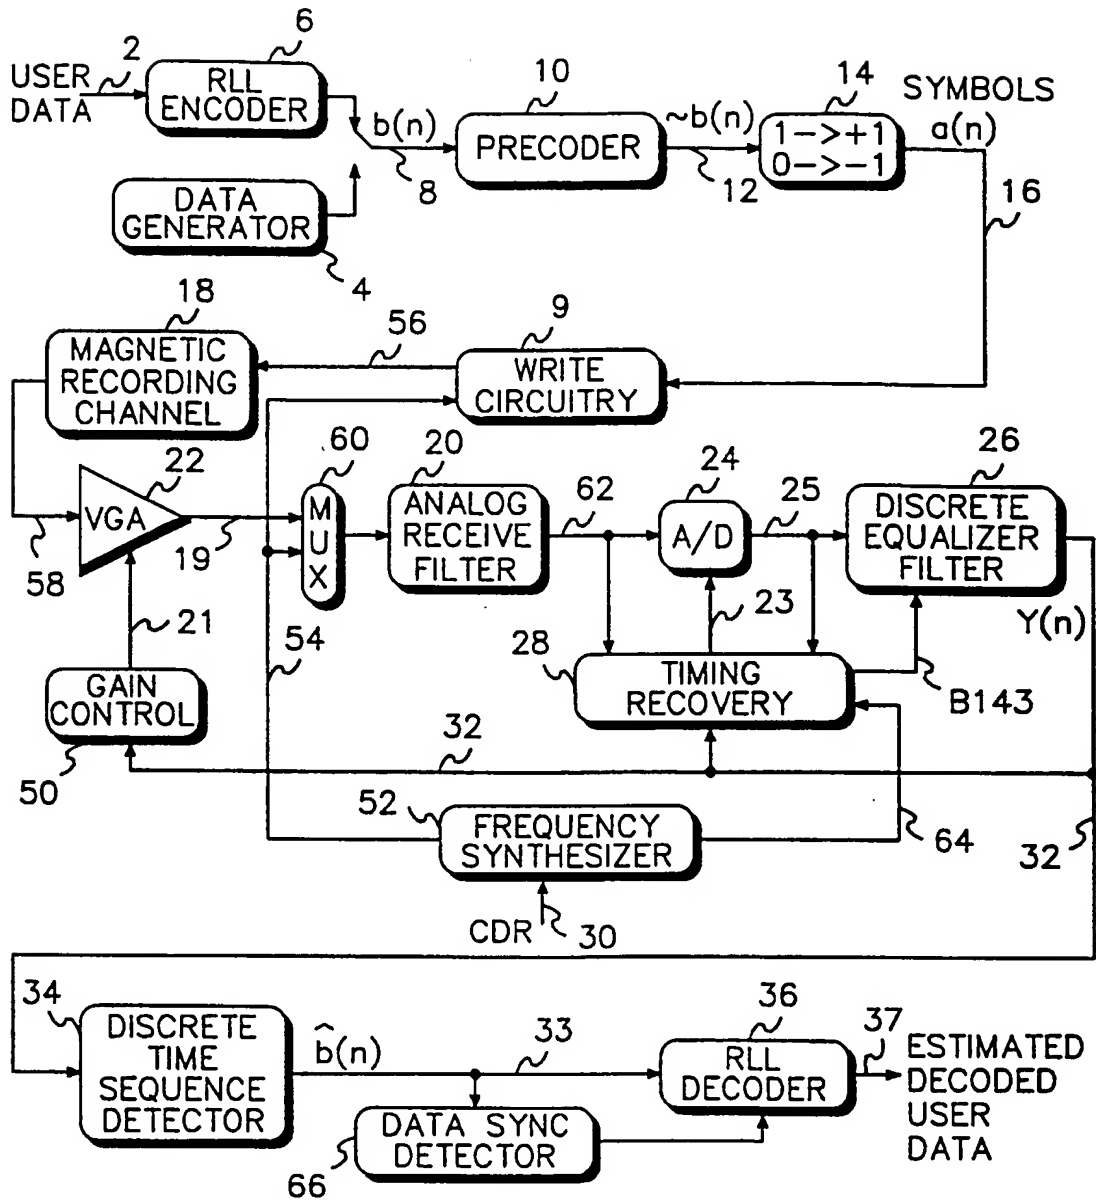 6
2
USER
DATA
RLL
ENCODER
10
14
SYMBOLS
b(n)
PRECODER
~b(n)
1->+1
0->-1
a(n)
8
12
16
DATA
GENERATOR
4
18
56
9
MAGNETIC
RECORDING
CHANNEL
WRITE
CIRCUITRY
22
60
20
62
24
25
26
VGA
MUX
ANALOG
RECEIVE
FILTER
A/D
DISCRETE
EQUALIZER
FILTER
58
19
21
54
23
Y(n)
28
TIMING
RECOVERY
B143
GAIN
CONTROL
50
32
52
FREQUENCY
SYNTHESIZER
64
32
CDR
30
34
DISCRETE
TIME
SEQUENCE
DETECTOR
b̂(n)
33
36
37
RLL
DECODER
ESTIMATED
DECODED
USER
DATA
DATA SYNC
DETECTOR
66